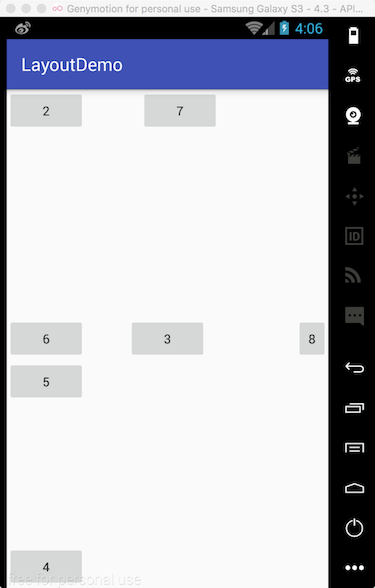 Genymotion for personal use - Samsung Galaxy S3 - 4.3 - API...
4:06
LayoutDemo
GPS
2 7
ID
6 3 8
5
4
free for personal use